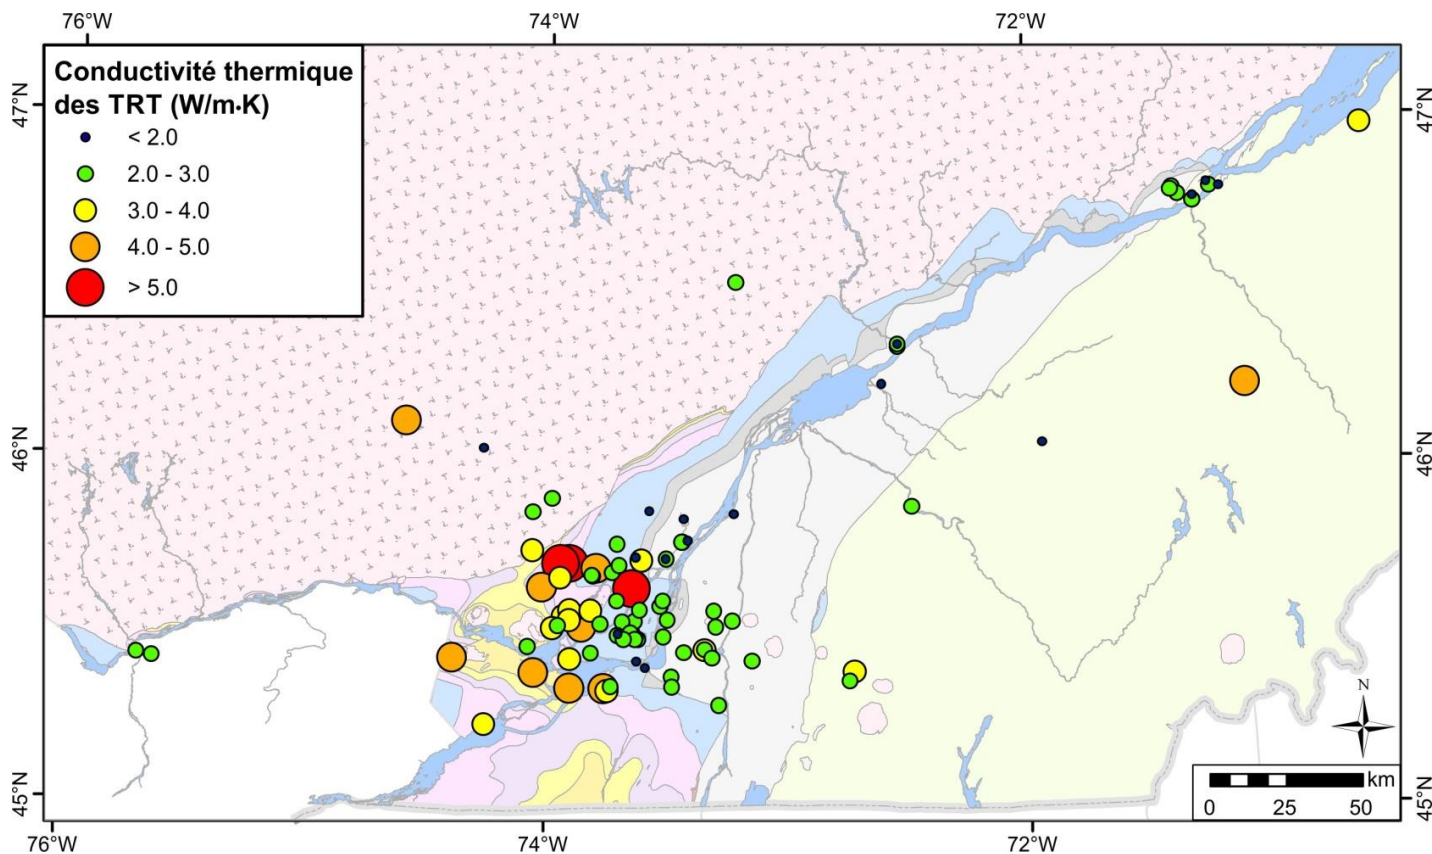 76°W 74°W 72°W
Conductivité thermique
des TRT (W/m·K)
< 2.0
2.0 - 3.0
3.0 - 4.0
4.0 - 5.0
> 5.0
47°N 47°N
46°N 46°N
45°N 45°N
N
km
0 25 50
76°W 74°W 72°W